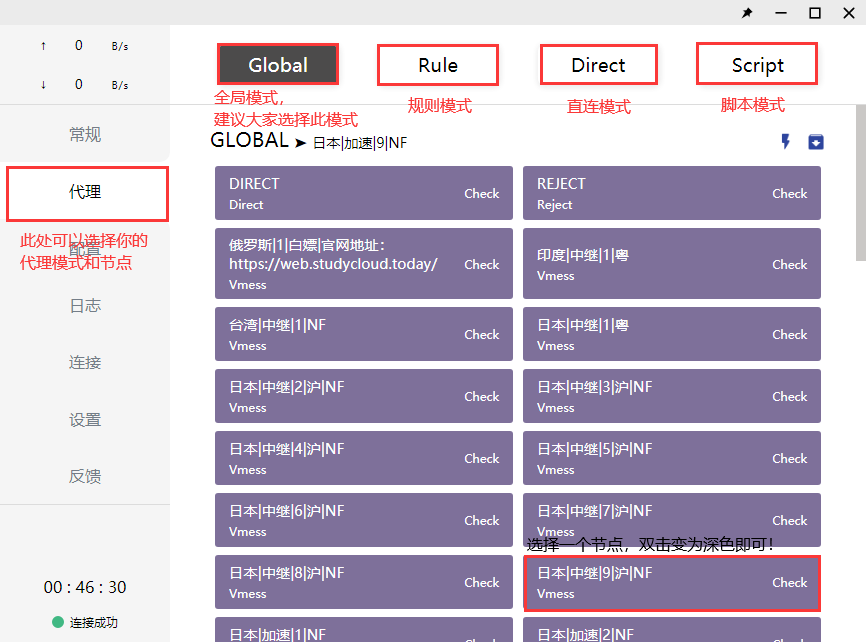 ↑ 0 B/s
↓ 0 B/s
Global
Rule
Direct
Script
全局模式，
建议大家选择此模式
规则模式
直连模式
脚本模式
常规
代理
此处可以选择你的
代理模式和节点
配置
日志
连接
设置
反馈
00 : 46 : 30
连接成功
GLOBAL ➤ 日本|加速|9|NF
DIRECT
Direct
Check
REJECT
Reject
Check
俄罗斯|1|白嫖|官网地址：
https://web.studycloud.today/
Vmess
Check
印度|中继|1|粤
Vmess
Check
台湾|中继|1|NF
Vmess
Check
日本|中继|1|粤
Vmess
Check
日本|中继|2|沪|NF
Vmess
Check
日本|中继|3|沪|NF
Vmess
Check
日本|中继|4|沪|NF
Vmess
Check
日本|中继|5|沪|NF
Vmess
Check
日本|中继|6|沪|NF
Vmess
Check
日本|中继|7|沪|NF
Vmess
Check
选择一个节点，双击变为深色即可！
日本|中继|8|沪|NF
Vmess
Check
日本|中继|9|沪|NF
Vmess
Check
日本|加速|1|NF
日本|加速|2|NF